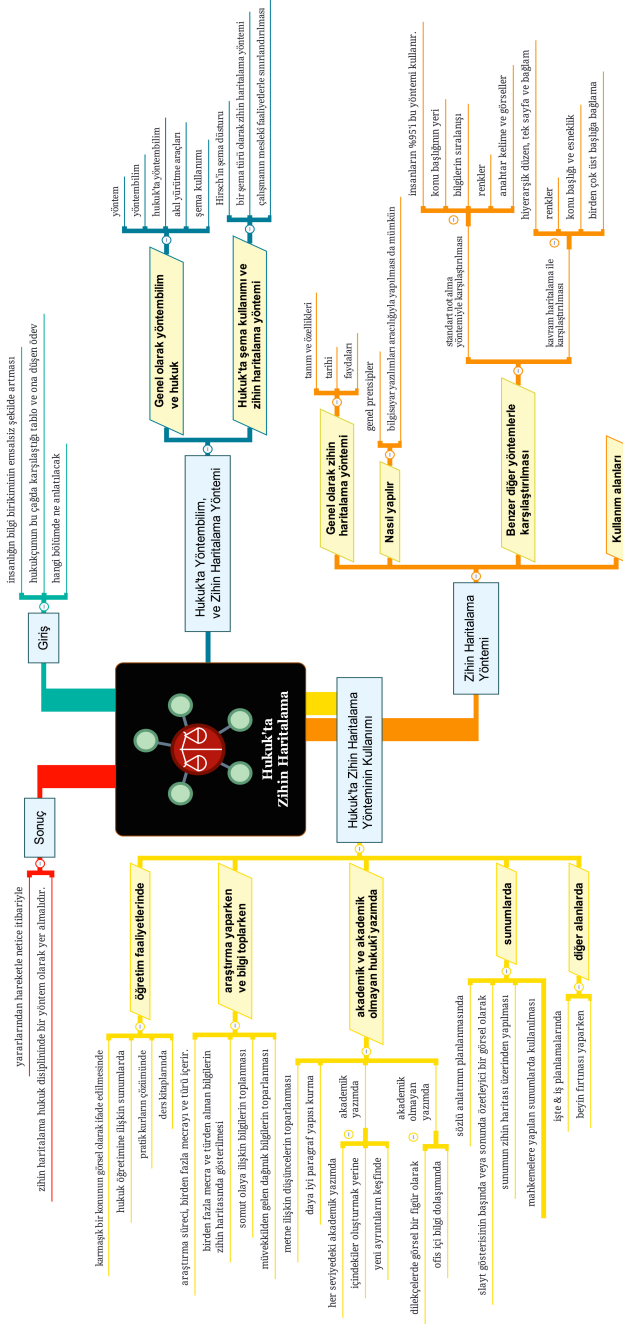 Hukuk'ta
Zihin Haritalama
Giriş
insanlığın bilgi birikiminin emsalsiz şekilde artması
hukukçunun bu çağda karşılaştığı tablo ve ona düşen ödev
hangi bölümde ne anlatılacak
Hukuk'ta Yöntembilim,
ve Zihin Haritalama Yöntemi
Genel olarak yöntembilim
ve hukuk
yöntem
yöntembilim
hukuk'ta yöntembilim
akıl yürütme araçları
şema kullanımı
Hukuk'ta şema kullanımı ve
zihin haritalama yöntemi
Hirsch'in şema düsturu
bir şema türü olarak zihin haritalama yöntemi
çalışmanın mesleki faaliyetlerle sınırlandırılması
Zihin Haritalama
Yöntemi
Genel olarak zihin
haritalama yöntemi
tanım ve özellikleri
tarihi
faydaları
Nasıl yapılır
genel prensipler
bilgisayar yazılımları aracılığıyla yapılması da mümkün
Benzer diğer yöntemlerle
karşılaştırılması
standart not alma
yöntemiyle karşılaştırılması
insanların %95'i bu yöntemi kullanır.
konu başlığının yeri
bilgilerin sıralanışı
renkler
anahtar kelime ve görseller
kavram haritalama ile
karşılaştırılması
hiyerarşik düzen, tek sayfa ve bağlam
renkler
konu başlığı ve esneklik
birden çok üst başlığa bağlama
Kullanım alanları
Hukuk'ta Zihin Haritalama
Yönteminin Kullanımı
öğretim faaliyetlerinde
karmaşık bir konunun görsel olarak ifade edilmesinde
hukuk öğretimine ilişkin sunumlarda
pratik kurların çözümünde
ders kitaplarında
araştırma yaparken
ve bilgi toplarken
araştırma süreci, birden fazla mecrayı ve türü içerir.
birden fazla mecra ve türden alınan bilgilerin
zihin haritasında gösterilmesi
somut olaya ilişkin bilgilerin toplanması
müvekkilden gelen dağınık bilgilerin toparlanması
akademik ve akademik
olmayan hukukî yazımda
metne ilişkin düşüncelerin toparlanması
daya iyi paragraf yapısı kurma
akademik
yazımda
her seviyedeki akademik yazımda
içindekiler oluşturmak yerine
yeni ayrıntıların keşfinde
akademik
olmayan
yazımda
dilekçelerde görsel bir figür olarak
ofis içi bilgi dolaşımında
sunumlarda
sözlü anlatımın planlanmasında
slayt gösterisinin başında veya sonunda özetleyici bir görsel olarak
sunumun zihin haritası üzerinden yapılması
mahkemelere yapılan sunumlarda kullanılması
diğer alanlarda
işte & iş planlamalarında
beyin fırtınası yaparken
Sonuç
yararlarından hareketle netice itibariyle
zihin haritalama hukuk disiplininde bir yöntem olarak yer almalıdır.